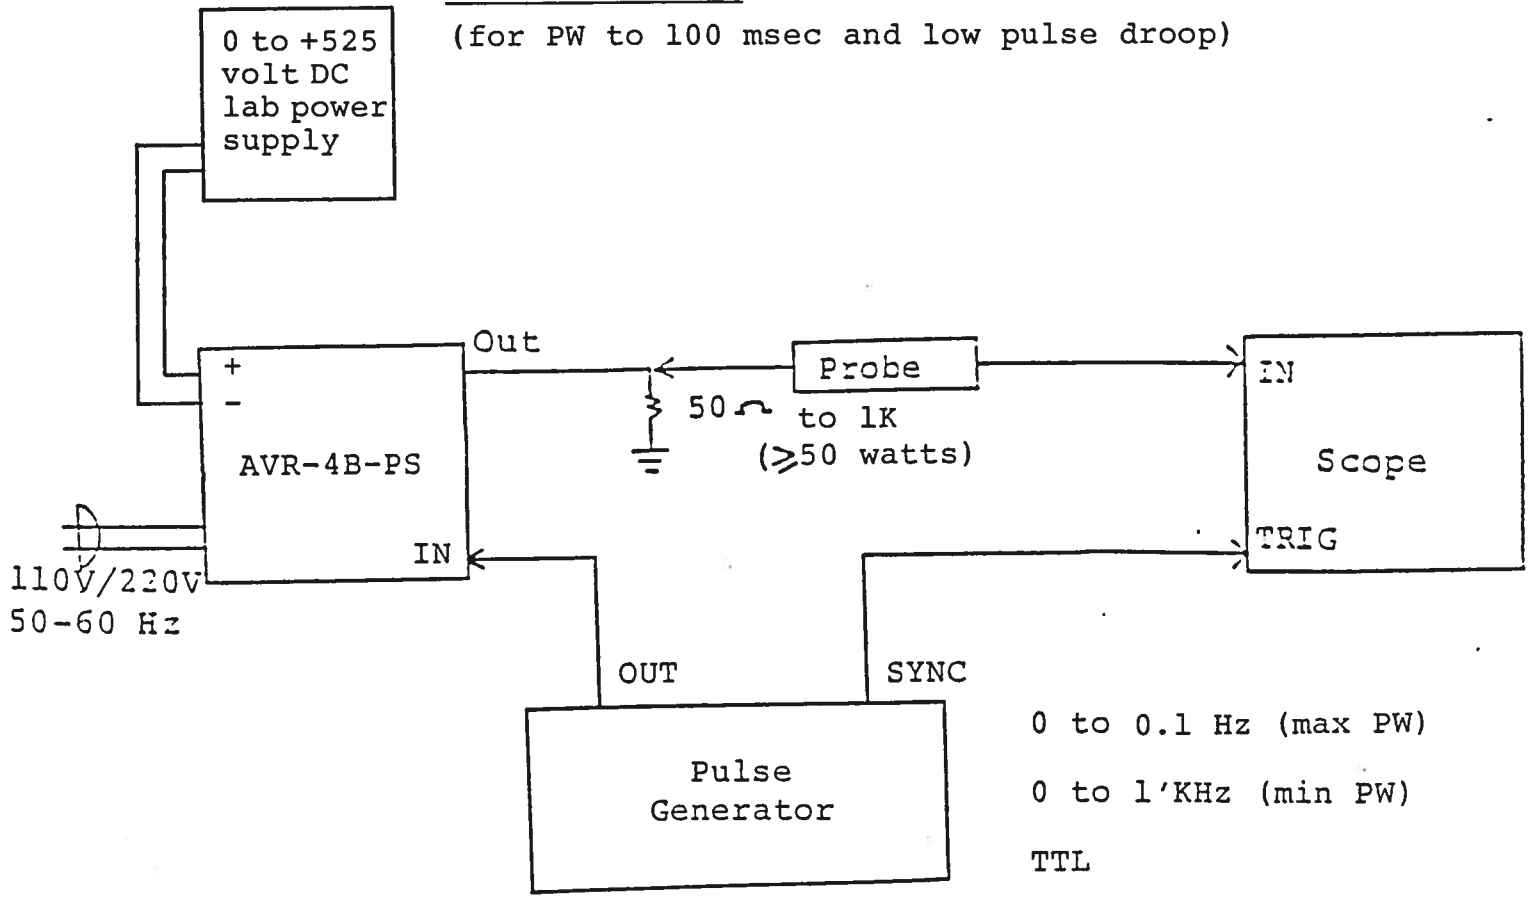 (for PW to 100 msec and low pulse droop)
0 to +525
volt DC
lab power
supply
Out
+
−
AVR-4B-PS
IN
Probe
50 Ω to 1K
(≥50 watts)
IN
Scope
TRIG
110V/220V
50-60 Hz
OUT
SYNC
Pulse
Generator
0 to 0.1 Hz (max PW)
0 to 1'KHz (min PW)
TTL